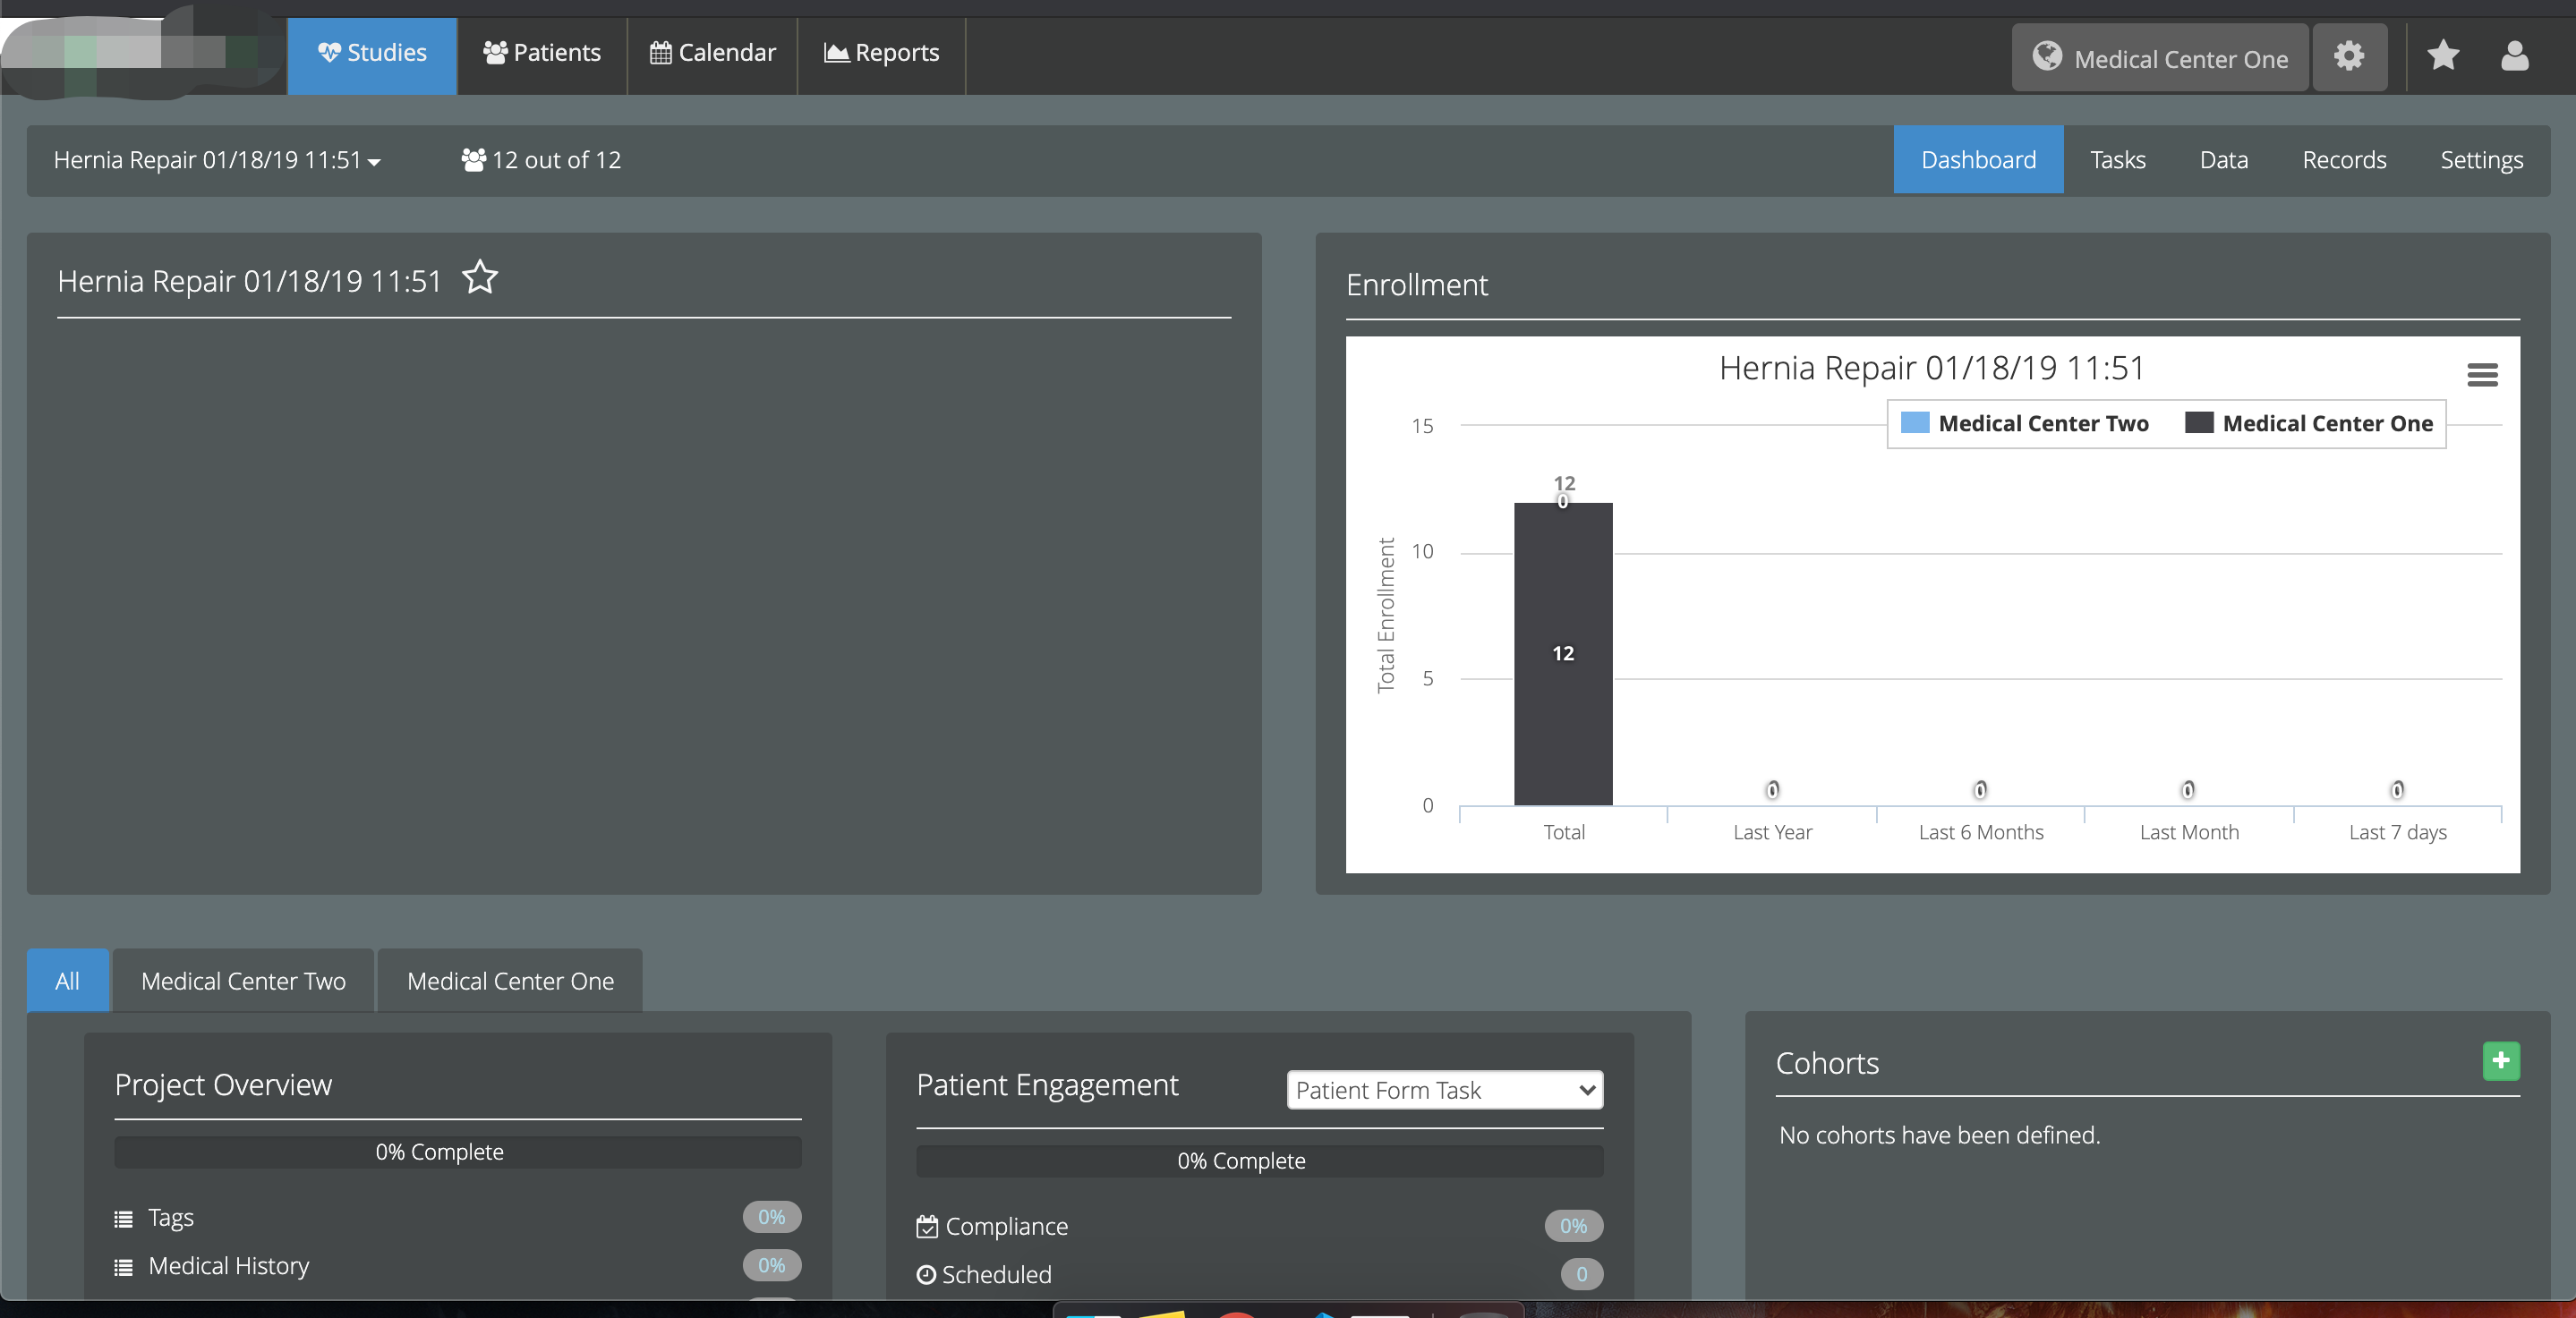 Studies
Patients
Calendar
Reports
Medical Center One
Hernia Repair 01/18/19 11:51
12 out of 12
Dashboard
Tasks
Data
Records
Settings
Hernia Repair 01/18/19 11:51
Enrollment
Hernia Repair 01/18/19 11:51
Medical Center Two
Medical Center One
Total Enrollment
15
10
5
0
12
0
12
0
0
0
0
Total
Last Year
Last 6 Months
Last Month
Last 7 days
All
Medical Center Two
Medical Center One
Project Overview
0% Complete
Tags
0%
Medical History
0%
Patient Engagement
Patient Form Task
0% Complete
Compliance
0%
Scheduled
0
Cohorts
No cohorts have been defined.